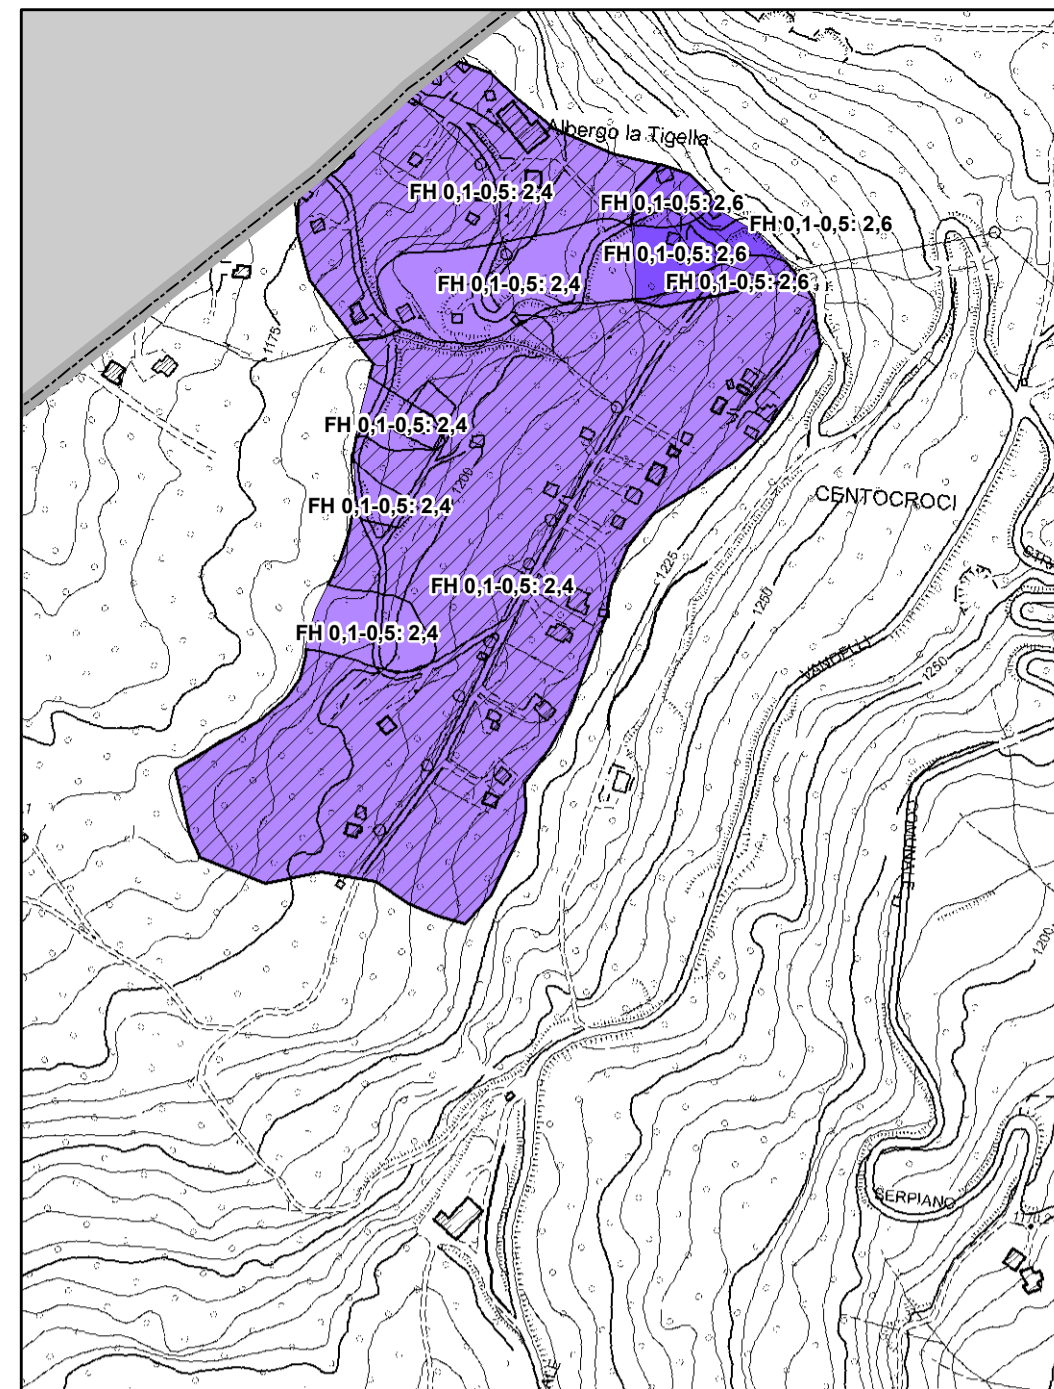 Albergo la Tigella
FH 0,1-0,5: 2,4
FH 0,1-0,5: 2,6
FH 0,1-0,5: 2,6
FH 0,1-0,5: 2,6
FH 0,1-0,5: 2,4
FH 0,1-0,5: 2,6
1175
FH 0,1-0,5: 2,4
1200
CENTOCROCI
FH 0,1-0,5: 2,4
1225
FH 0,1-0,5: 2,4
1250
FH 0,1-0,5: 2,4
VANDELLI
1250
COMUNALE
1200
SERPIANO